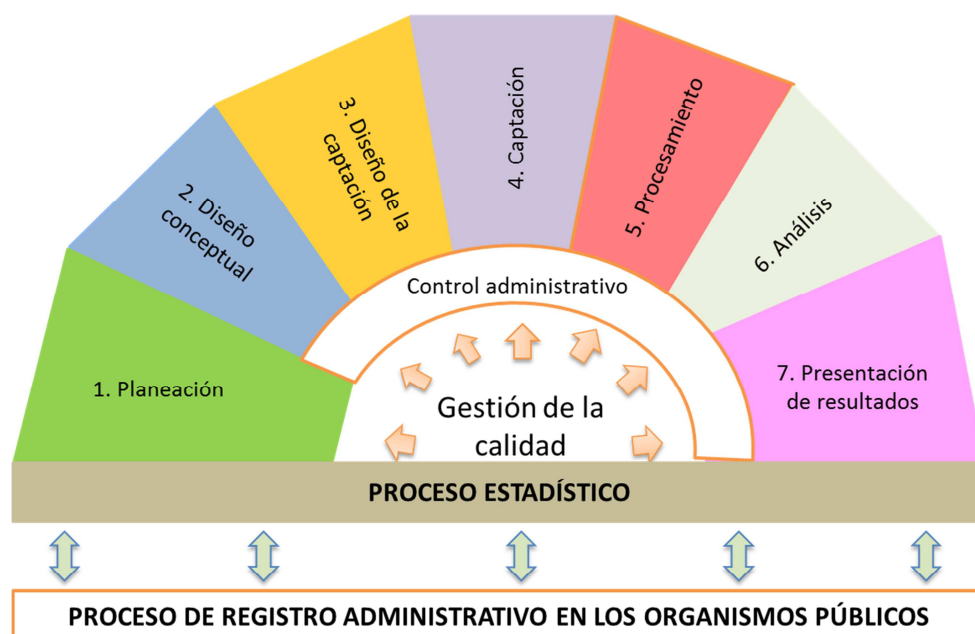 1. Planeación
2. Diseño
conceptual
3. Diseño de la
captación
4. Captación
5. Procesamiento
6. Análisis
7. Presentación
de resultados
Control administrativo
Gestión de la
calidad
PROCESO ESTADÍSTICO
PROCESO DE REGISTRO ADMINISTRATIVO EN LOS ORGANISMOS PÚBLICOS